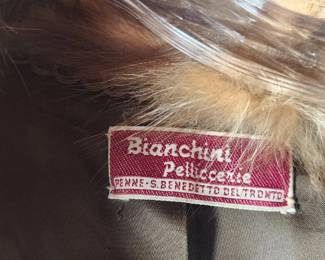 Bianchini
Pelliccerie
PENNE-S.BENEDETTO DEL TRONTO